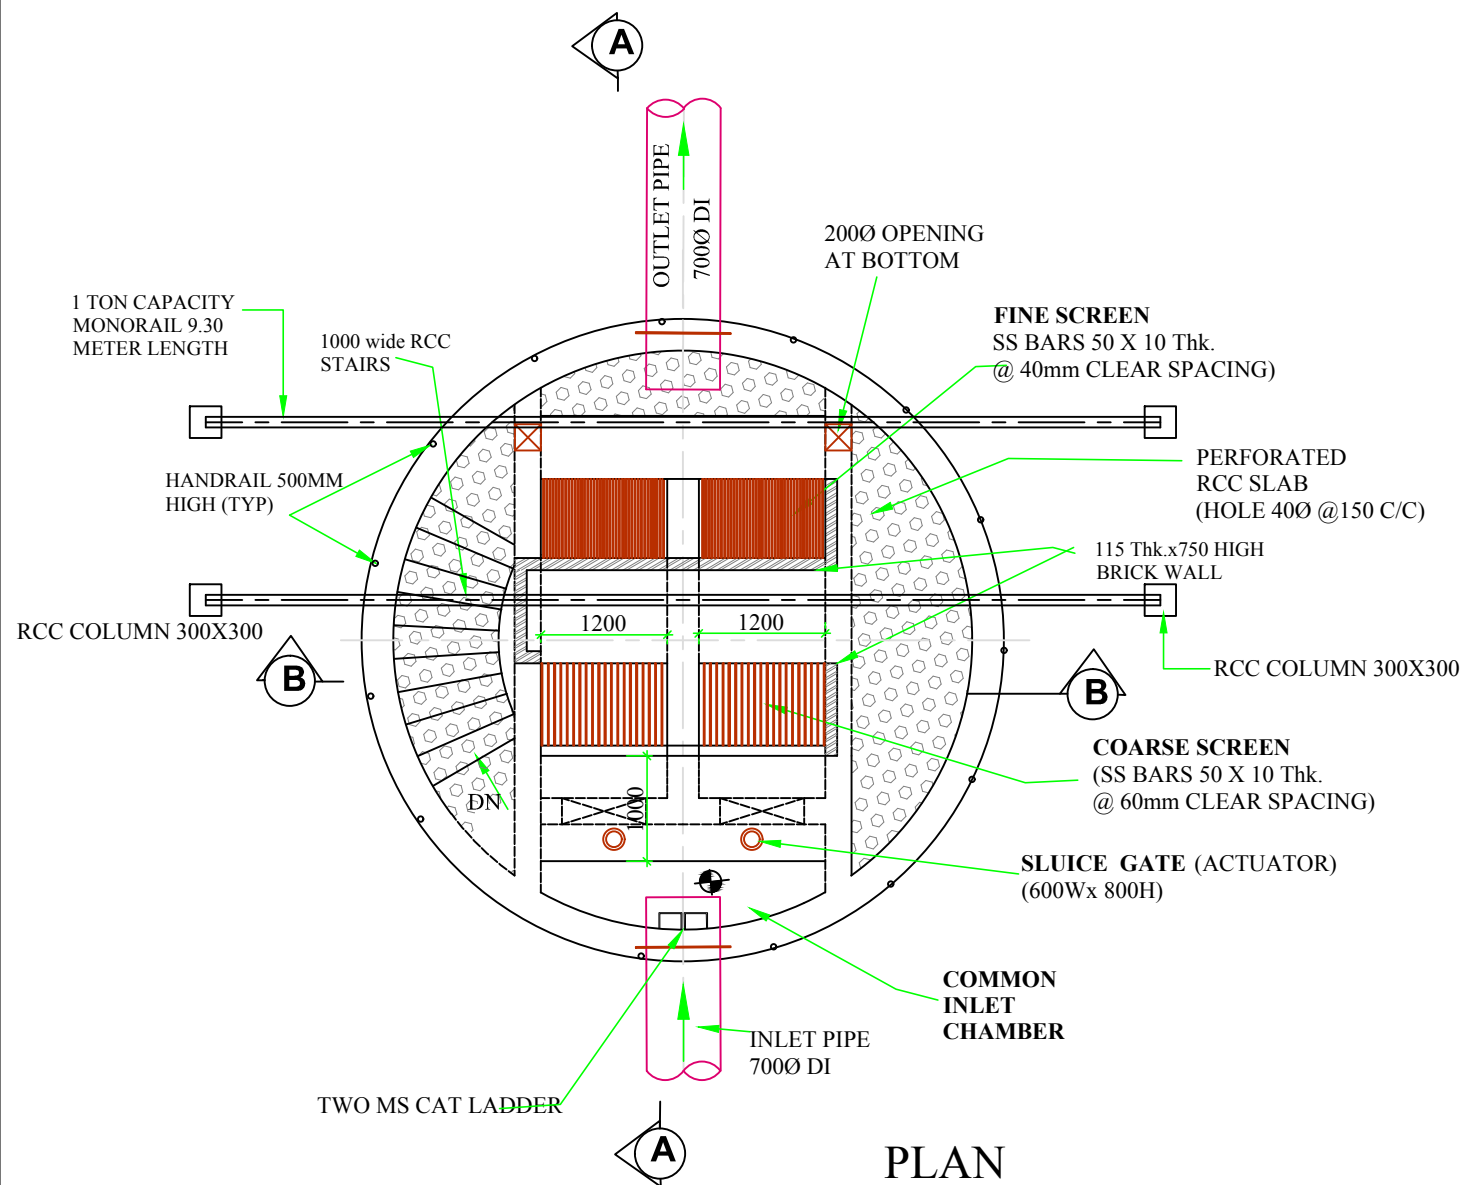 A
OUTLET PIPE
700Ø DI
200Ø OPENING
AT BOTTOM
1 TON CAPACITY
MONORAIL 9.30
METER LENGTH
1000 wide RCC
STAIRS
FINE SCREEN
SS BARS 50 X 10 Thk.
@ 40mm CLEAR SPACING)
HANDRAIL 500MM
HIGH (TYP)
PERFORATED
RCC SLAB
(HOLE 40Ø @150 C/C)
115 Thk.x750 HIGH
BRICK WALL
RCC COLUMN 300X300
1200
1200
B
B
RCC COLUMN 300X300
COARSE SCREEN
(SS BARS 50 X 10 Thk.
@ 60mm CLEAR SPACING)
DN
1000
SLUICE GATE (ACTUATOR)
(600Wx 800H)
COMMON
INLET
CHAMBER
INLET PIPE
700Ø DI
TWO MS CAT LADDER
A
PLAN